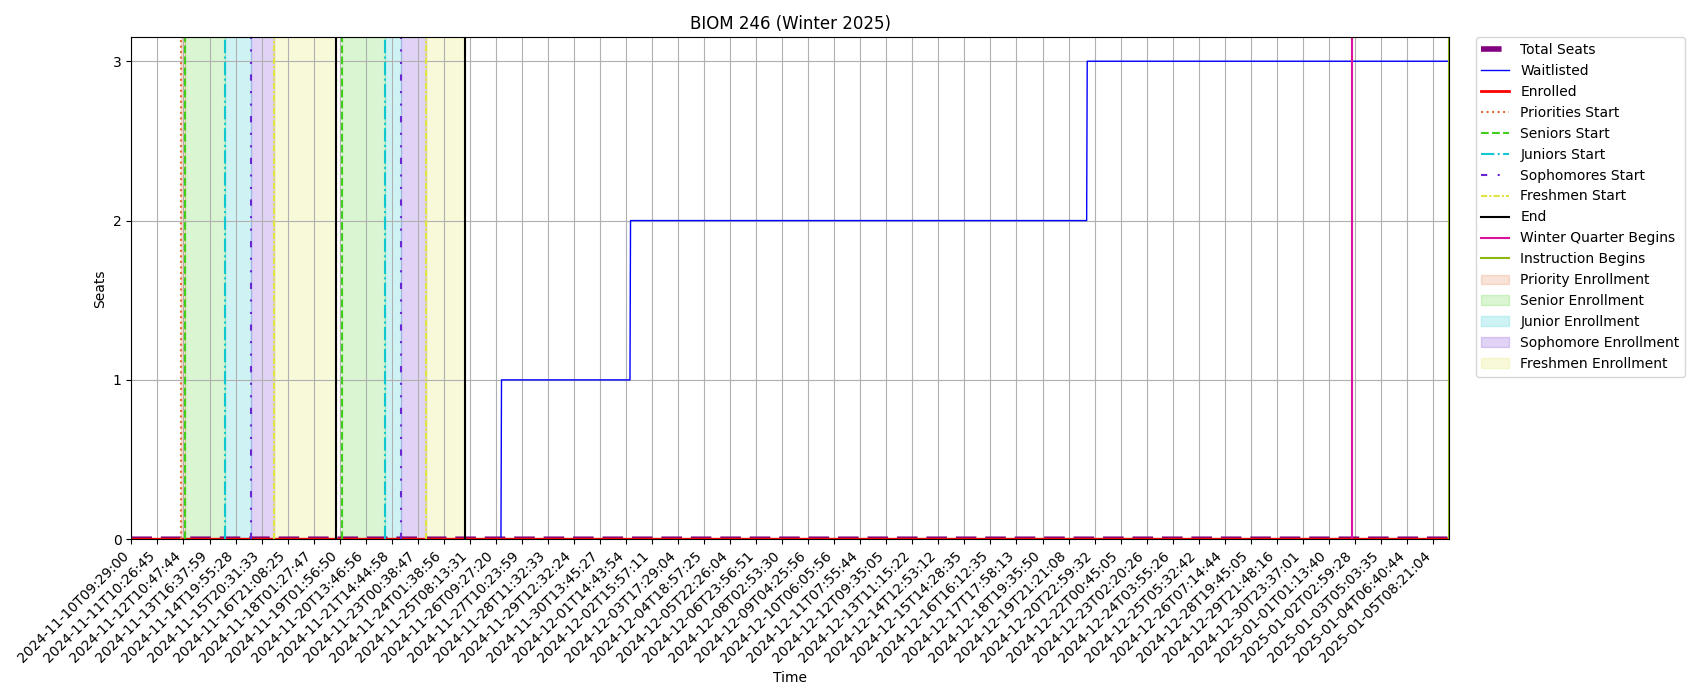 BIOM 246 (Winter 2025)
Seats
3
2
1
0
2024-11-10T09:29:00
2024-11-11T10:26:45
2024-11-12T10:47:44
2024-11-13T16:37:59
2024-11-14T19:55:28
2024-11-15T20:31:33
2024-11-16T21:08:25
2024-11-18T01:27:47
2024-11-19T01:56:50
2024-11-20T13:46:56
2024-11-21T14:44:58
2024-11-23T00:38:47
2024-11-24T01:38:56
2024-11-25T08:13:31
2024-11-26T09:27:20
2024-11-27T10:23:59
2024-11-28T11:32:33
2024-11-29T12:32:24
2024-11-30T13:45:27
2024-12-01T14:43:54
2024-12-02T15:57:11
2024-12-03T17:29:04
2024-12-04T18:57:25
2024-12-05T22:26:04
2024-12-06T23:56:51
2024-12-08T02:53:30
2024-12-09T04:25:56
2024-12-10T06:05:56
2024-12-11T07:55:44
2024-12-12T09:35:05
2024-12-13T11:15:22
2024-12-14T12:53:12
2024-12-15T14:28:35
2024-12-16T16:12:35
2024-12-17T17:58:13
2024-12-18T19:35:50
2024-12-19T21:21:08
2024-12-20T22:59:32
2024-12-22T00:45:05
2024-12-23T02:20:26
2024-12-24T03:55:26
2024-12-25T05:32:42
2024-12-26T07:14:44
2024-12-28T19:45:05
2024-12-29T21:48:16
2024-12-30T23:37:01
2025-01-01T01:13:40
2025-01-02T02:59:28
2025-01-03T05:03:35
2025-01-04T06:40:44
2025-01-05T08:21:04
Time
Total Seats
Waitlisted
Enrolled
Priorities Start
Seniors Start
Juniors Start
Sophomores Start
Freshmen Start
End
Winter Quarter Begins
Instruction Begins
Priority Enrollment
Senior Enrollment
Junior Enrollment
Sophomore Enrollment
Freshmen Enrollment